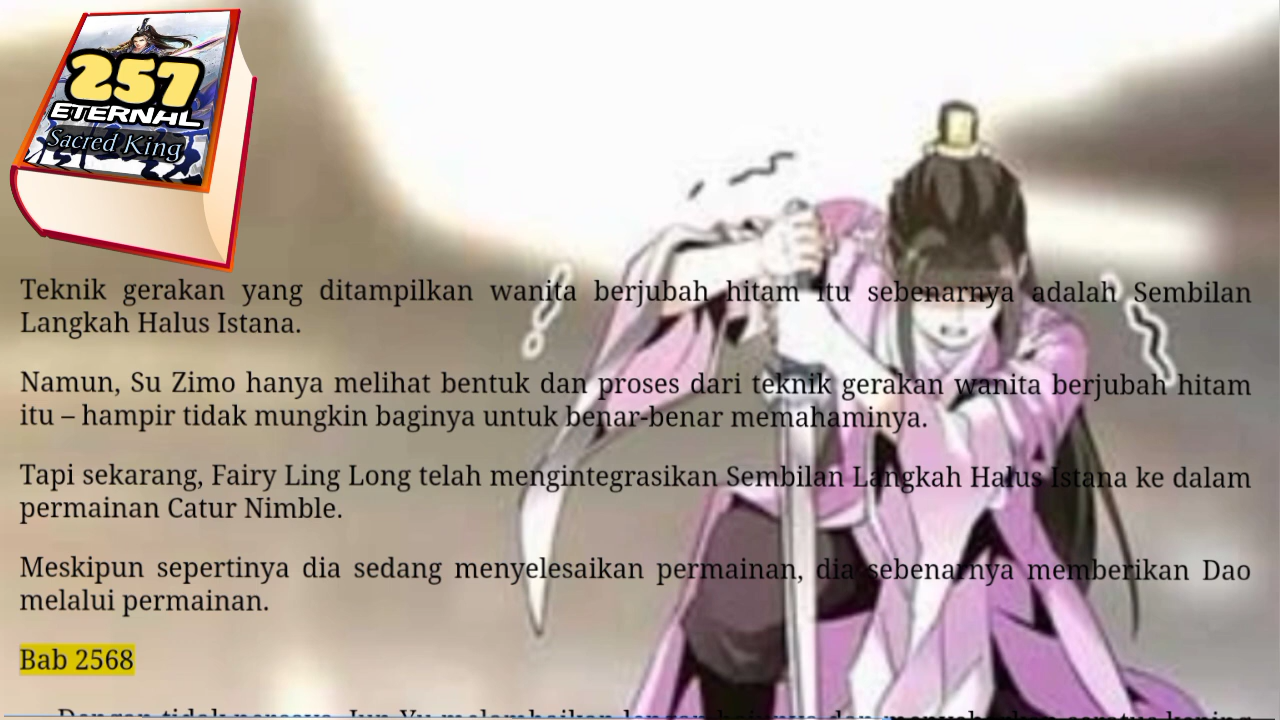 257
ETERNAL
Sacred King
Teknik gerakan yang ditampilkan wanita berjubah hitam itu sebenarnya adalah Sembilan
Langkah Halus Istana.
Namun, Su Zimo hanya melihat bentuk dan proses dari teknik gerakan wanita berjubah hitam
itu – hampir tidak mungkin baginya untuk benar-benar memahaminya.
Tapi sekarang, Fairy Ling Long telah mengintegrasikan Sembilan Langkah Halus Istana ke dalam
permainan Catur Nimble.
Meskipun sepertinya dia sedang menyelesaikan permainan, dia sebenarnya memberikan Dao
melalui permainan.
Bab 2568